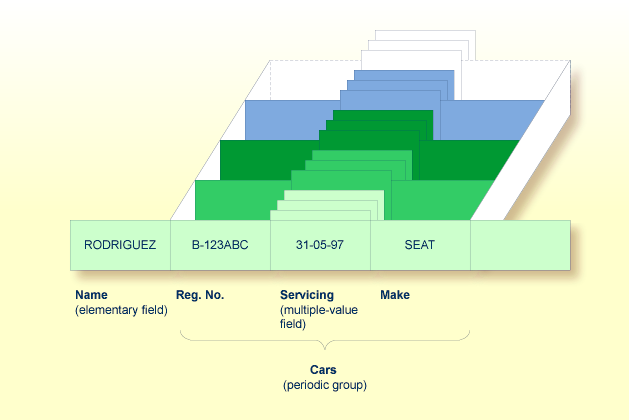 RODRIGUEZ B-123ABC 31-05-97 SEAT
Name Reg. No. Servicing Make
(elementary field) (multiple-value
field)
Cars
(periodic group)